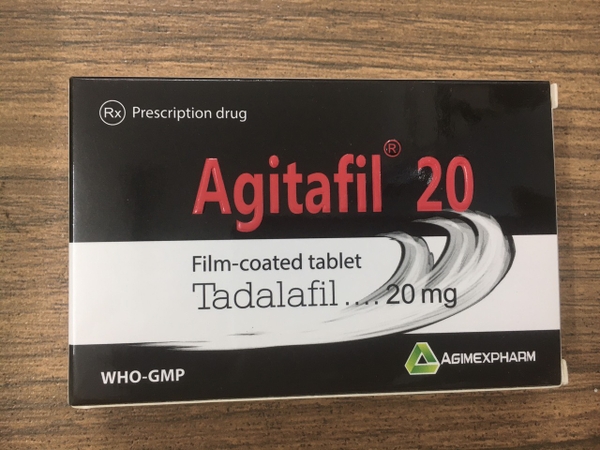 Rx Prescription drug
Agitafil® 20
Film-coated tablet
Tadalafil .... 20 mg
WHO-GMP
AGIMEXPHARM